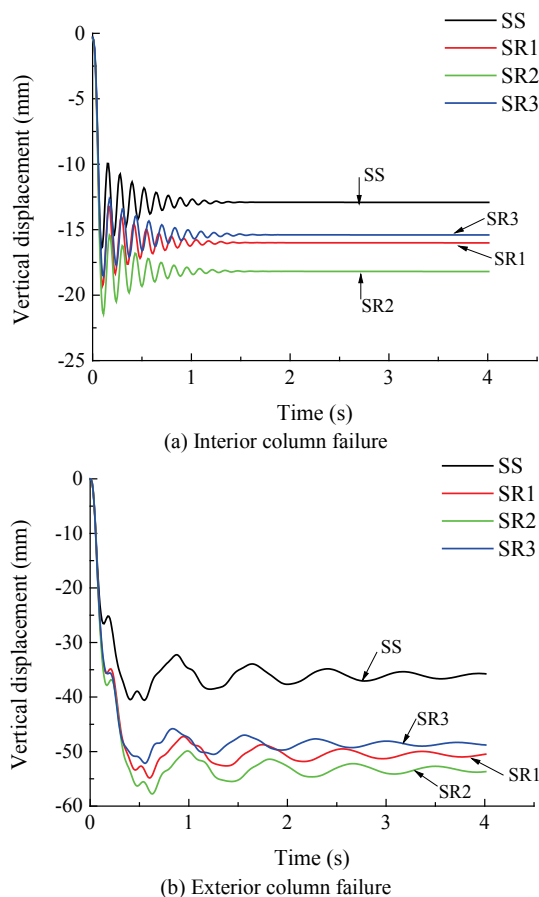 0
-5
-10
-15
-20
-25
Vertical displacement (mm)
SS
SR1
SR2
SR3
SS
SR3
SR1
SR2
0 1 2 3 4
Time (s)
(a) Interior column failure
0
-10
-20
-30
-40
-50
-60
Vertical displacement (mm)
SS
SR1
SR2
SR3
SS
SR3
SR1
SR2
0 1 2 3 4
Time (s)
(b) Exterior column failure